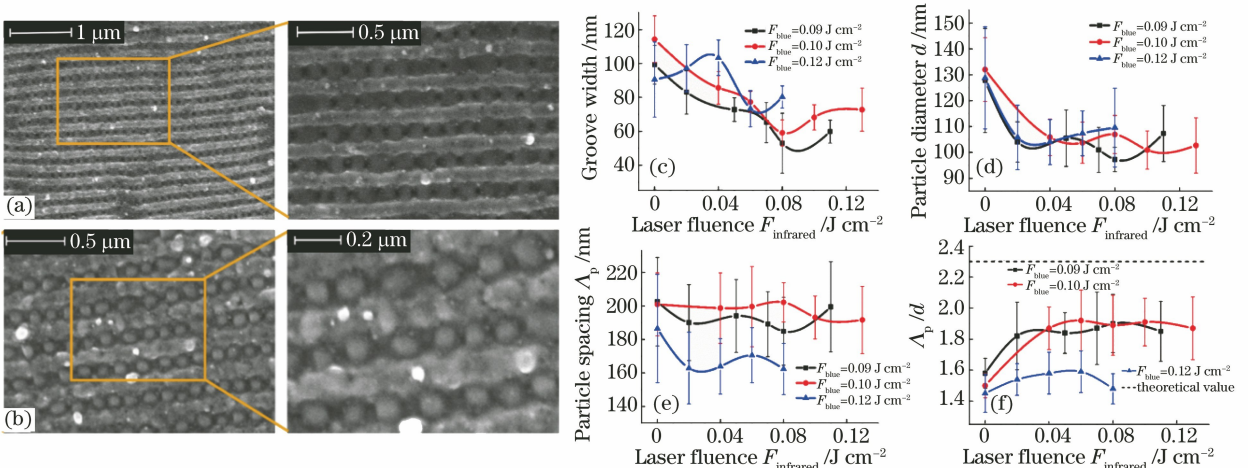 1 μm
0.5 μm
(a)
0.5 μm
0.2 μm
(b)
Groove width /nm
140
120
100
80
60
40
F_blue=0.09 J cm⁻²
F_blue=0.10 J cm⁻²
F_blue=0.12 J cm⁻²
(c)
0
0.04
0.08
0.12
Laser fluence F_infrared /J cm⁻²
Particle diameter d /nm
160
150
140
130
120
110
100
90
F_blue=0.09 J cm⁻²
F_blue=0.10 J cm⁻²
F_blue=0.12 J cm⁻²
(d)
0
0.04
0.08
0.12
Laser fluence F_infrared /J cm⁻²
Particle spacing Λ_p /nm
220
200
180
160
140
F_blue=0.09 J cm⁻²
F_blue=0.10 J cm⁻²
F_blue=0.12 J cm⁻²
(e)
0
0.04
0.08
0.12
Laser fluence F_infrared /J cm⁻²
Λ_p/d
2.4
2.2
2.0
1.8
1.6
1.4
F_blue=0.09 J cm⁻²
F_blue=0.10 J cm⁻²
F_blue=0.12 J cm⁻²
theoretical value
(f)
0
0.04
0.08
0.12
Laser fluence F_infrared /J cm⁻²